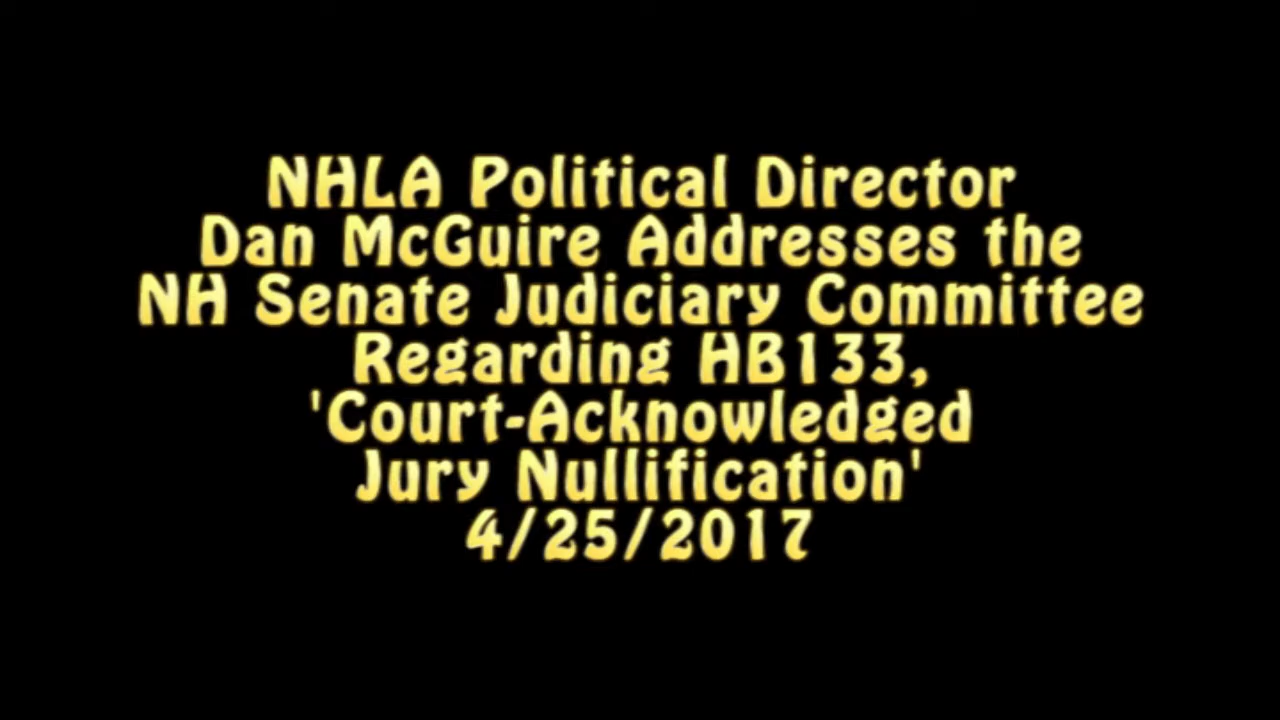 NHLA Political Director
Dan McGuire Addresses the
NH Senate Judiciary Committee
Regarding HB133,
'Court-Acknowledged
Jury Nullification'
4/25/2017